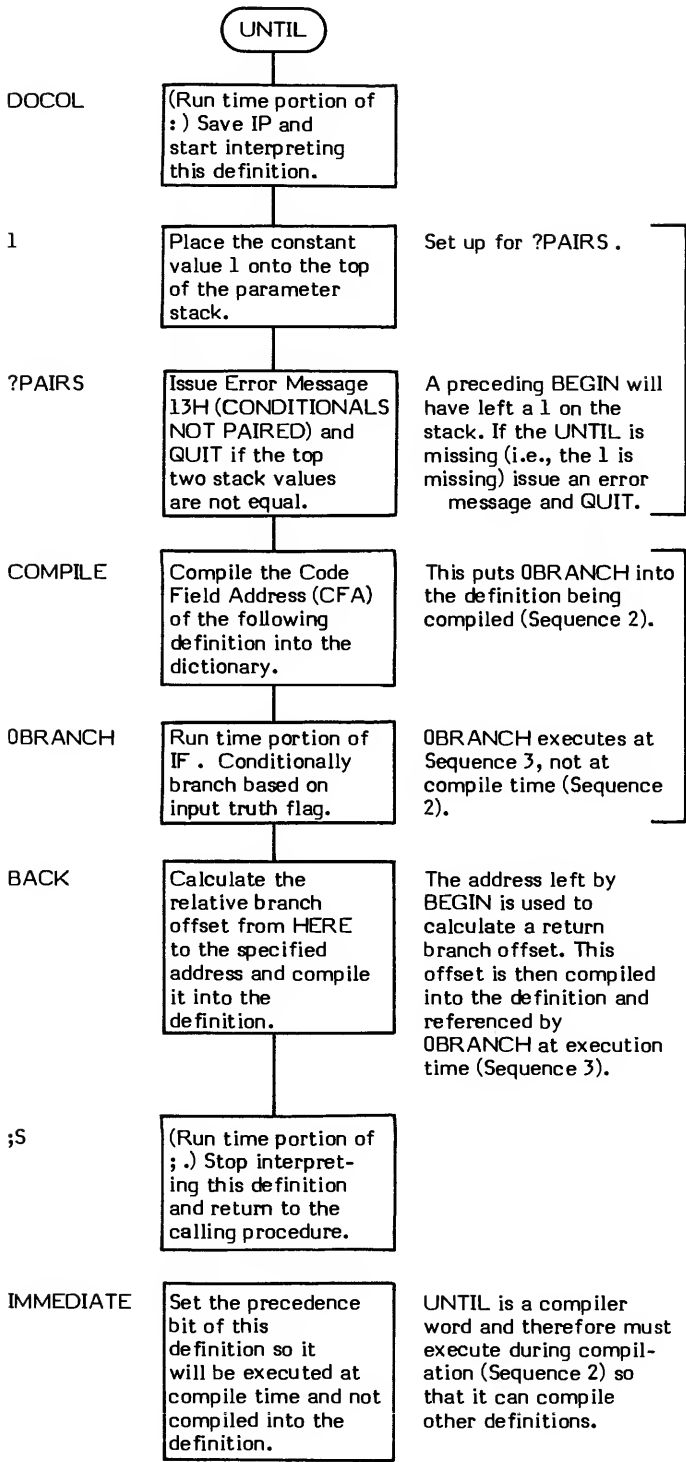 UNTIL
DOCOL
(Run time portion of
: ) Save IP and
start interpreting
this definition.
1
Place the constant
value 1 onto the top
of the parameter
stack.
Set up for ?PAIRS .
?PAIRS
Issue Error Message
13H (CONDITIONALS
NOT PAIRED) and
QUIT if the top
two stack values
are not equal.
A preceding BEGIN will
have left a 1 on the
stack. If the UNTIL is
missing (i.e., the 1 is
missing) issue an error
message and QUIT.
COMPILE
Compile the Code
Field Address (CFA)
of the following
definition into the
dictionary.
This puts 0BRANCH into
the definition being
compiled (Sequence 2).
0BRANCH
Run time portion of
IF . Conditionally
branch based on
input truth flag.
0BRANCH executes at
Sequence 3, not at
compile time (Sequence
2).
BACK
Calculate the
relative branch
offset from HERE
to the specified
address and compile
it into the
definition.
The address left by
BEGIN is used to
calculate a return
branch offset. This
offset is then compiled
into the definition and
referenced by
0BRANCH at execution
time (Sequence 3).
;S
(Run time portion of
; .) Stop interpret-
ing this definition
and return to the
calling procedure.
IMMEDIATE
Set the precedence
bit of this
definition so it
will be executed at
compile time and not
compiled into the
definition.
UNTIL is a compiler
word and therefore must
execute during compil-
ation (Sequence 2) so
that it can compile
other definitions.